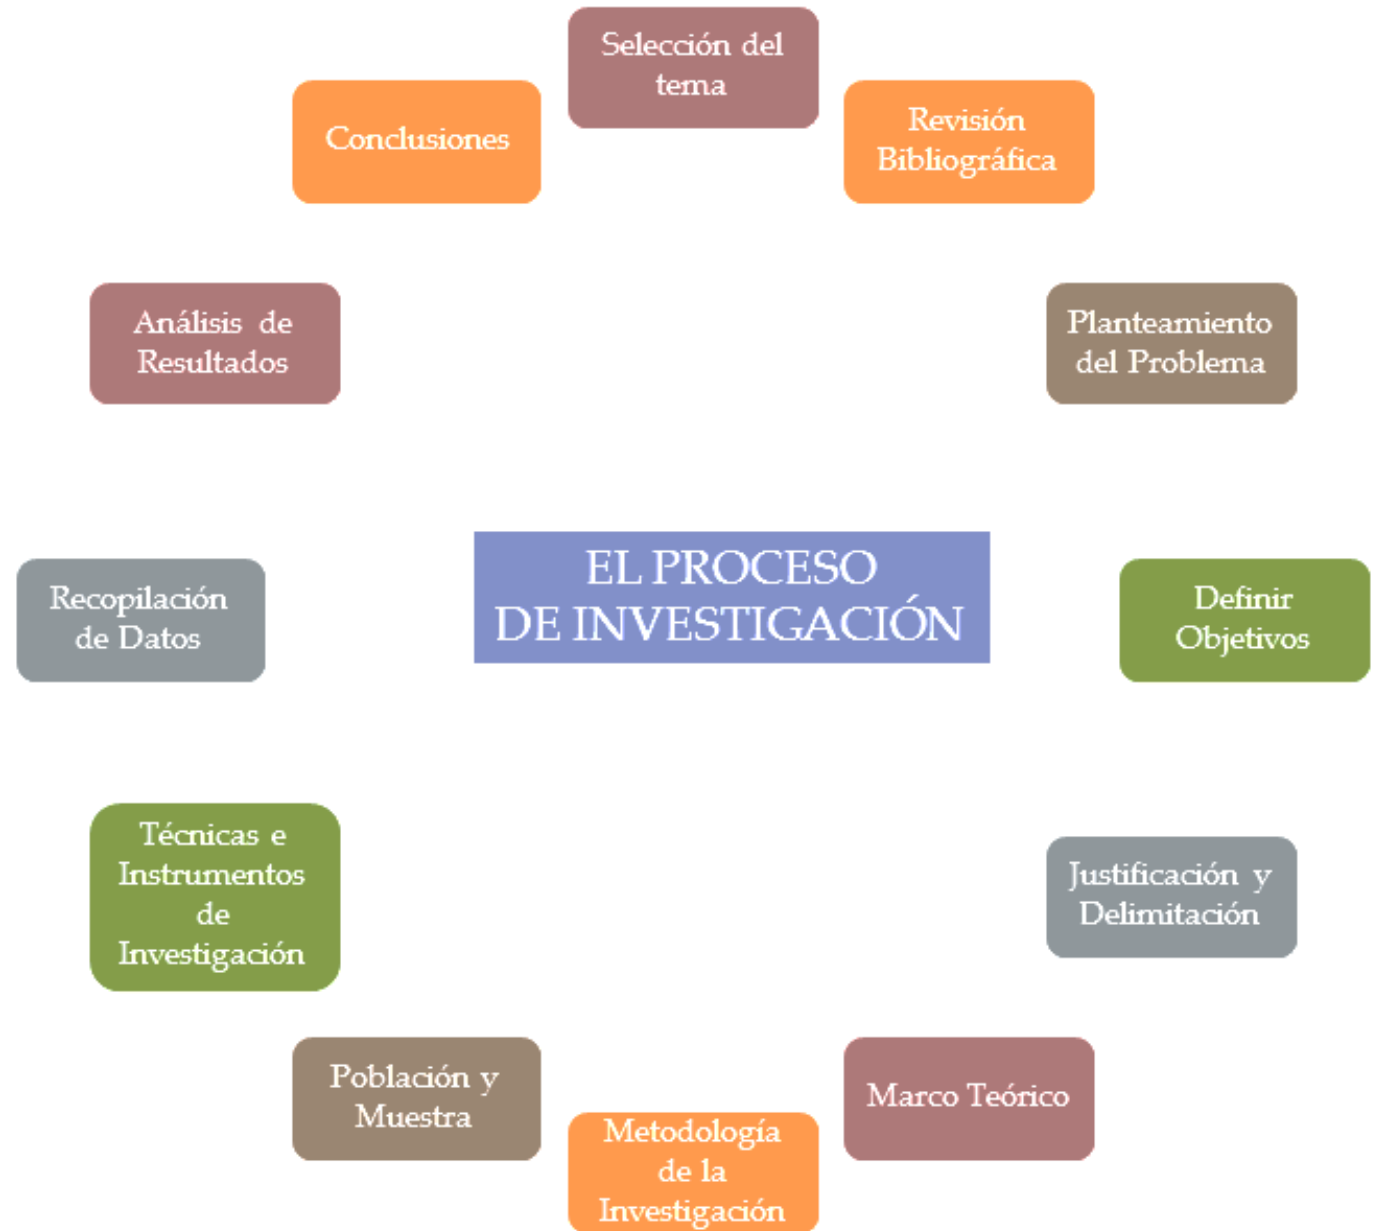 Selección del
tema
Revisión
Bibliográfica
Planteamiento
del Problema
Definir
Objetivos
Justificación y
Delimitación
Marco Teórico
Metodología
de la
Investigación
Población y
Muestra
Técnicas e
Instrumentos
de
Investigación
Recopilación
de Datos
Análisis de
Resultados
Conclusiones
EL PROCESO
DE INVESTIGACIÓN